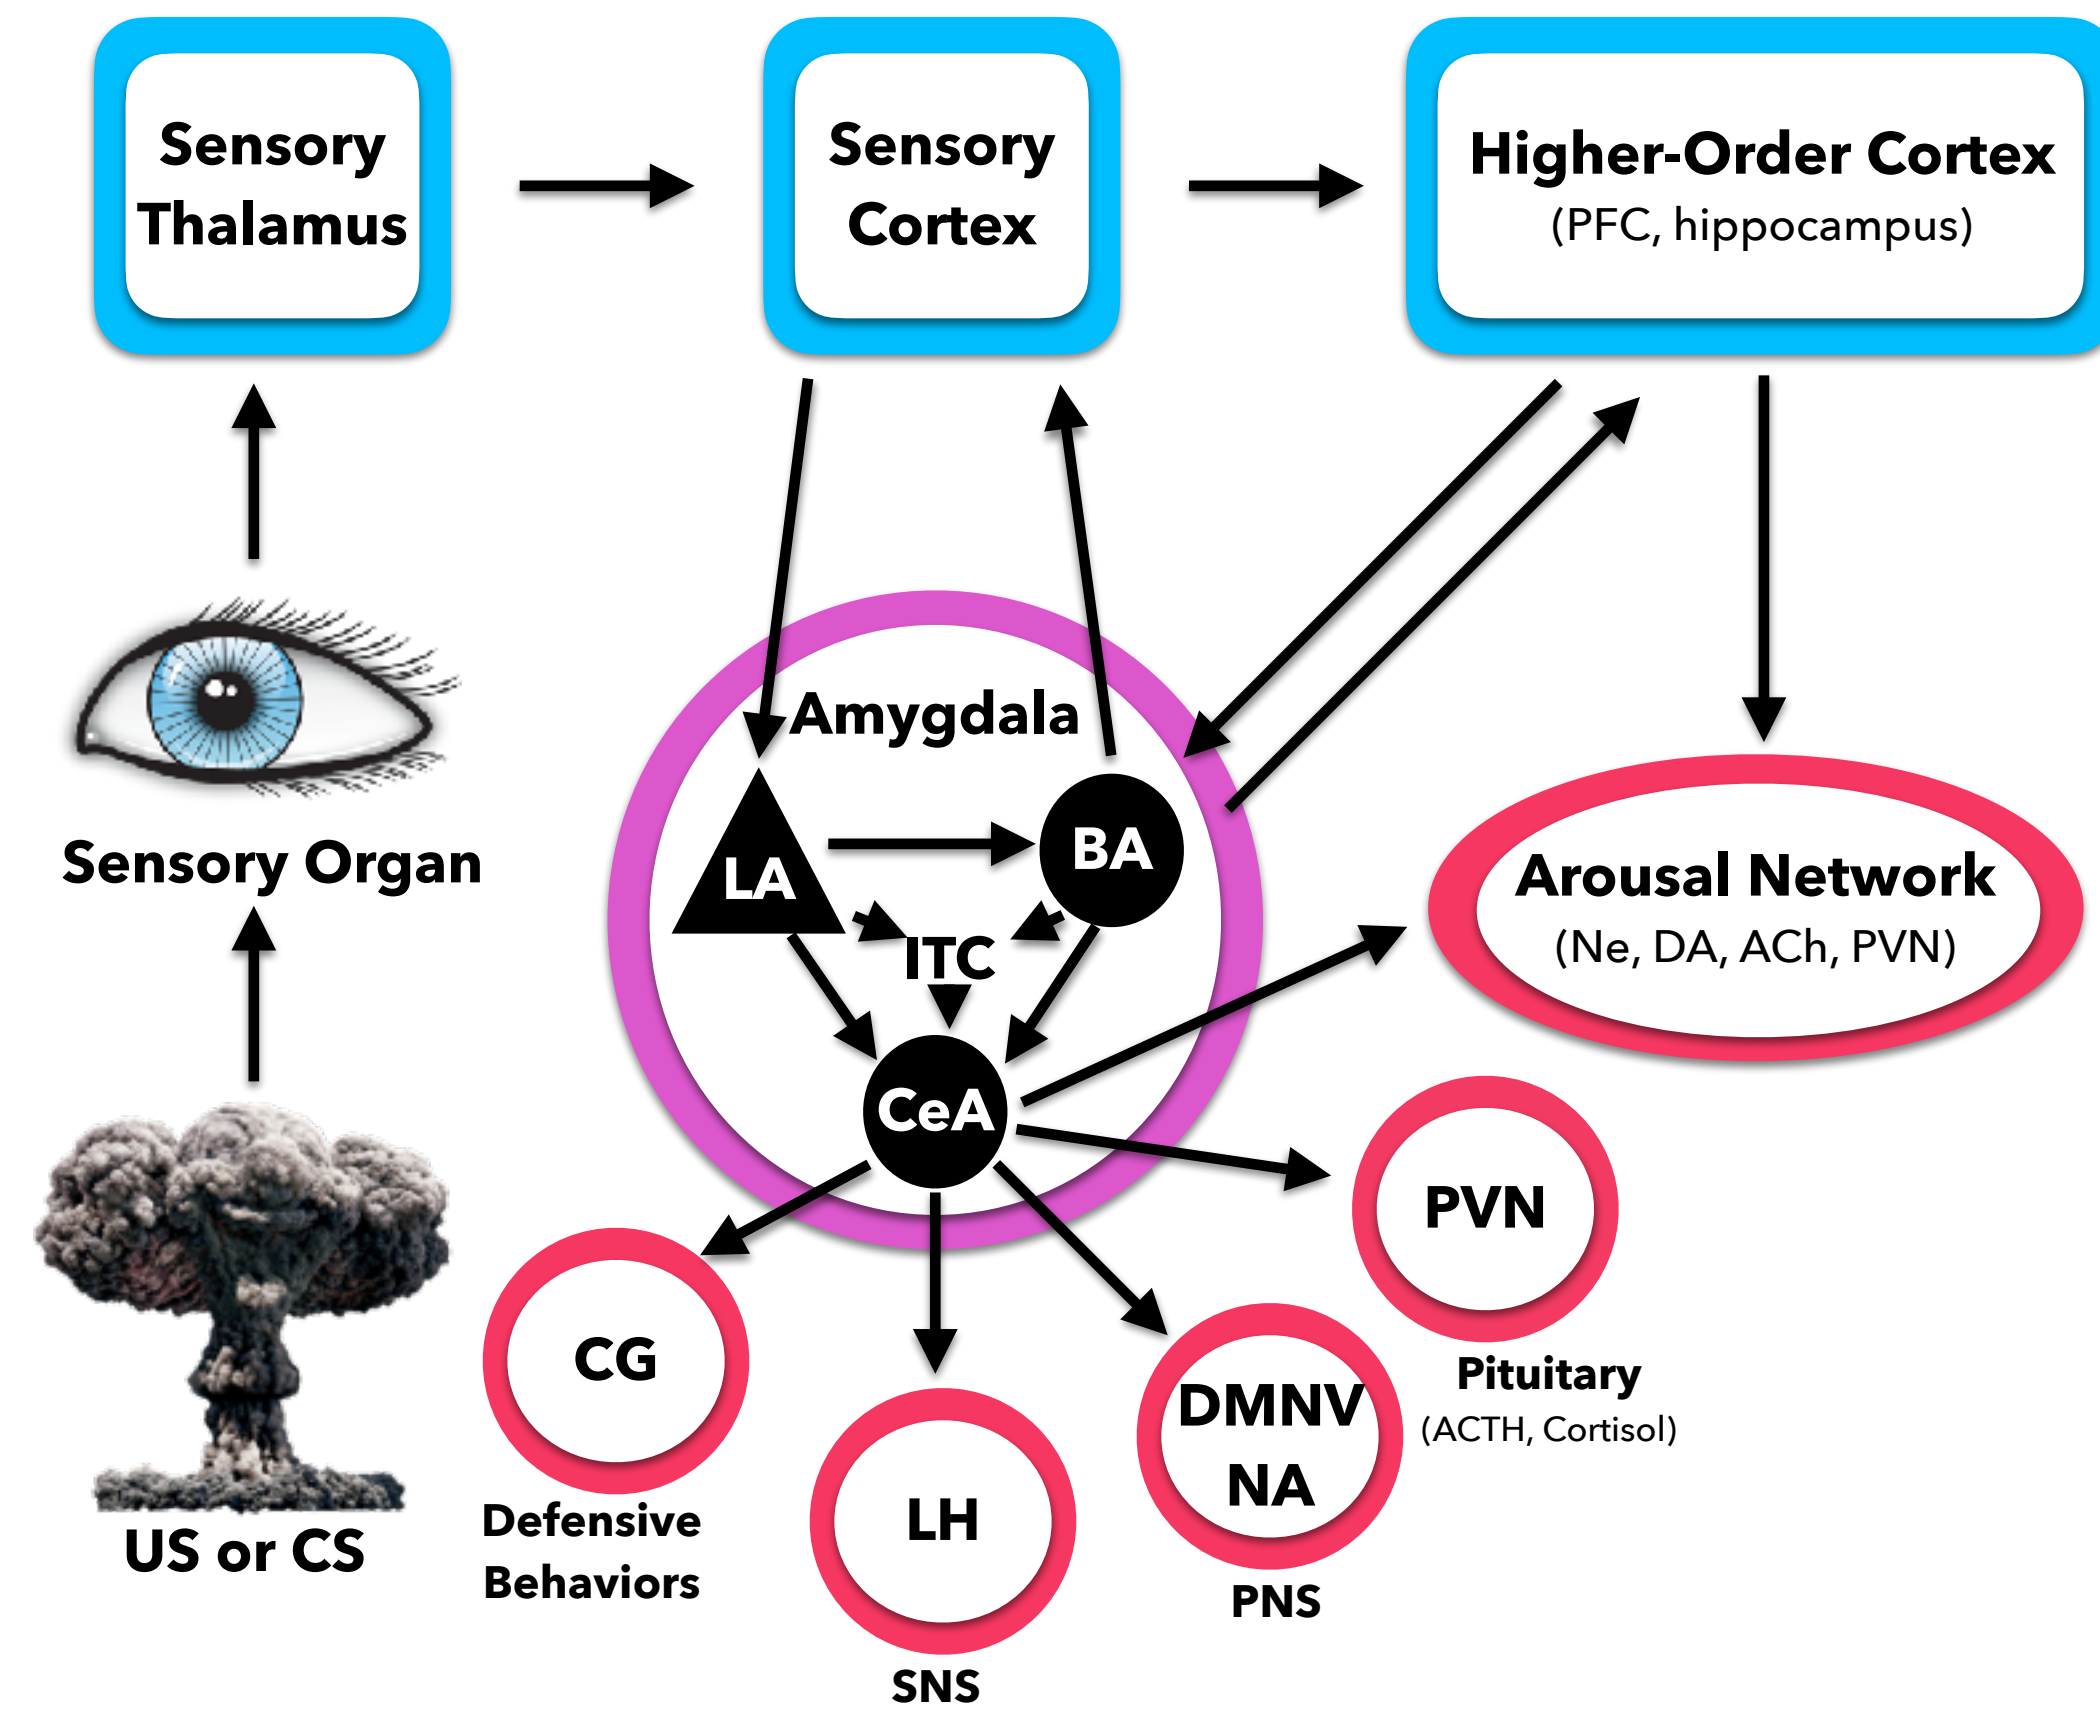 Sensory
Thalamus
Sensory
Cortex
Higher-Order Cortex
(PFC, hippocampus)
Amygdala
LA
BA
ITC
CeA
Sensory Organ
Arousal Network
(Ne, DA, ACh, PVN)
PVN
Pituitary
(ACTH, Cortisol)
CG
Defensive
Behaviors
LH
SNS
DMNV
NA
PNS
US or CS